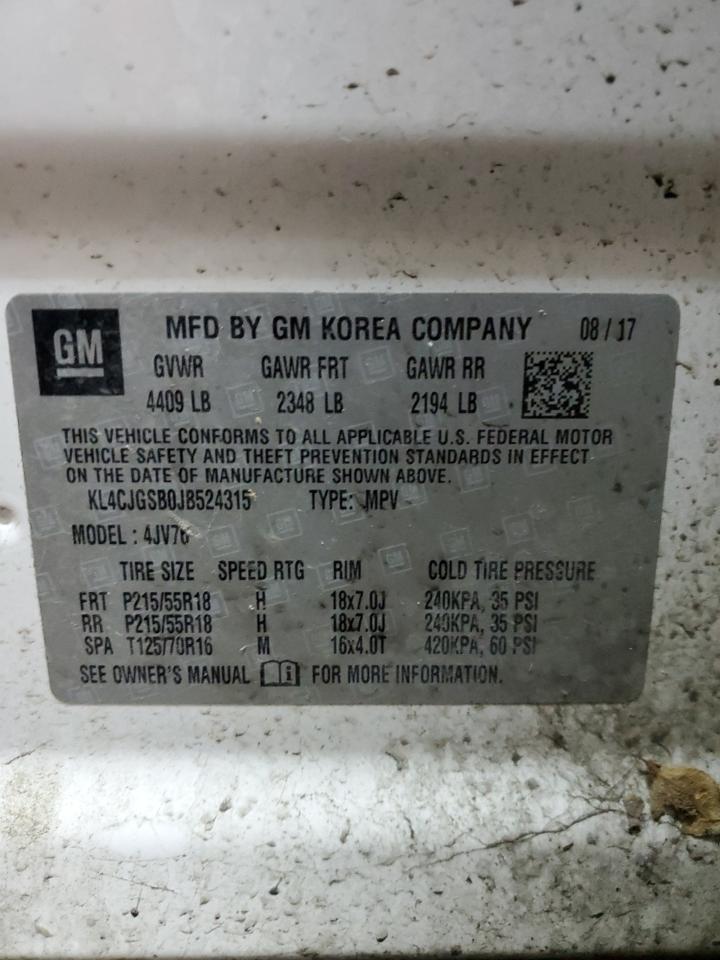 GM
MFD BY GM KOREA COMPANY 08/17
GVWR GAWR FRT GAWR RR
4409 LB 2348 LB 2194 LB
THIS VEHICLE CONFORMS TO ALL APPLICABLE U.S. FEDERAL MOTOR
VEHICLE SAFETY AND THEFT PREVENTION STANDARDS IN EFFECT
ON THE DATE OF MANUFACTURE SHOWN ABOVE.
KL4CJGSB0JB524315 TYPE: MPV
MODEL : 4JV76
TIRE SIZE SPEED RTG RIM COLD TIRE PRESSURE
FRT P215/55R18 H 18x7.0J 240KPA, 35 PSI
RR P215/55R18 H 18x7.0J 240KPA, 35 PSI
SPA T125/70R16 M 16x4.0T 420KPA, 60 PSI
SEE OWNER'S MANUAL FOR MORE INFORMATION.